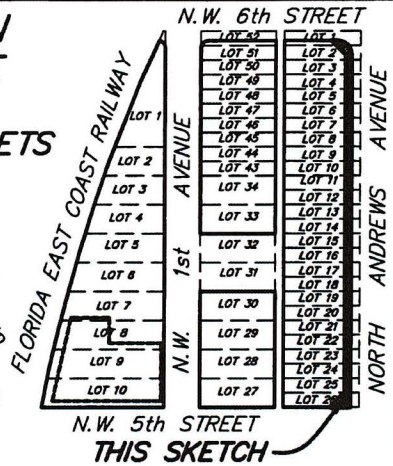 N.W. 6th STREET
FLORIDA EAST COAST RAILWAY
LOT 1
LOT 2
LOT 3
LOT 4
LOT 5
LOT 6
LOT 7
LOT 8
LOT 9
LOT 10
N.W. 1st AVENUE
LOT 52
LOT 51
LOT 50
LOT 49
LOT 48
LOT 47
LOT 46
LOT 45
LOT 44
LOT 43
LOT 34
LOT 33
LOT 32
LOT 31
LOT 30
LOT 29
LOT 28
LOT 27
LOT 1
LOT 2
LOT 3
LOT 4
LOT 5
LOT 6
LOT 7
LOT 8
LOT 9
LOT 10
LOT 11
LOT 12
LOT 13
LOT 14
LOT 15
LOT 16
LOT 17
LOT 18
LOT 19
LOT 20
LOT 21
LOT 22
LOT 23
LOT 24
LOT 25
LOT 26
NORTH ANDREWS AVENUE
ETS
N.W. 5th STREET
THIS SKETCH